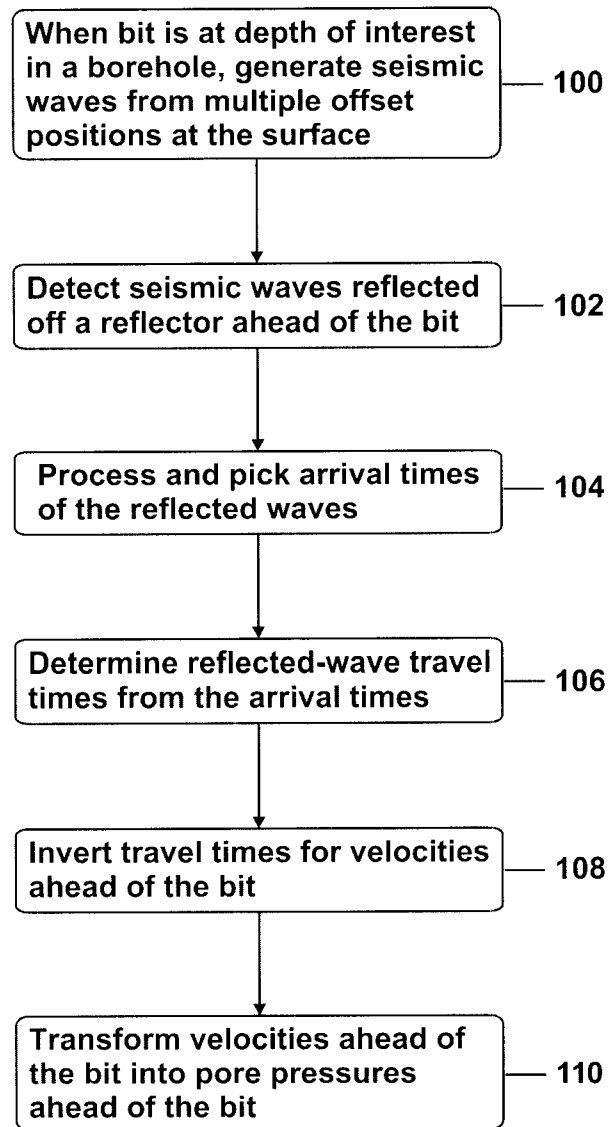 When bit is at depth of interest
in a borehole, generate seismic
waves from multiple offset
positions at the surface
100
Detect seismic waves reflected
off a reflector ahead of the bit
102
Process and pick arrival times
of the reflected waves
104
Determine reflected-wave travel
times from the arrival times
106
Invert travel times for velocities
ahead of the bit
108
Transform velocities ahead of
the bit into pore pressures
ahead of the bit
110